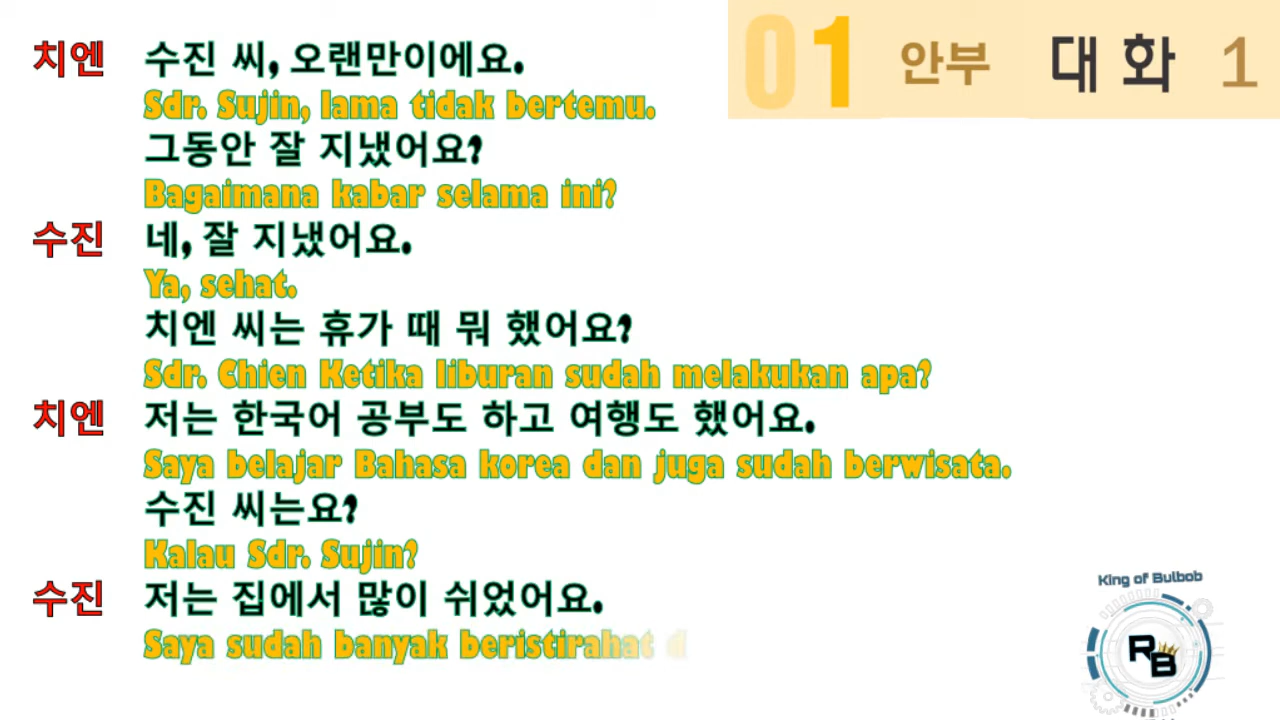 01 안부 대화 1
치엔 수진 씨, 오랜만이에요.
Sdr. Sujin, lama tidak bertemu.
그동안 잘 지냈어요?
Bagaimana kabar selama ini?
수진 네, 잘 지냈어요.
Ya, sehat.
치엔 씨는 휴가 때 뭐 했어요?
Sdr. Chien Ketika liburan sudah melakukan apa?
치엔 저는 한국어 공부도 하고 여행도 했어요.
Saya belajar Bahasa korea dan juga sudah berwisata.
수진 씨는요?
Kalau Sdr. Sujin?
수진 저는 집에서 많이 쉬었어요.
Saya sudah banyak beristirahat
King of Bulbob
RB